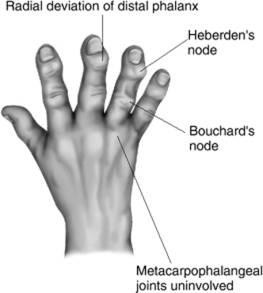 Radial deviation of distal phalanx
Heberden's
node
Bouchard's
node
Metacarpophalangeal
joints uninvolved